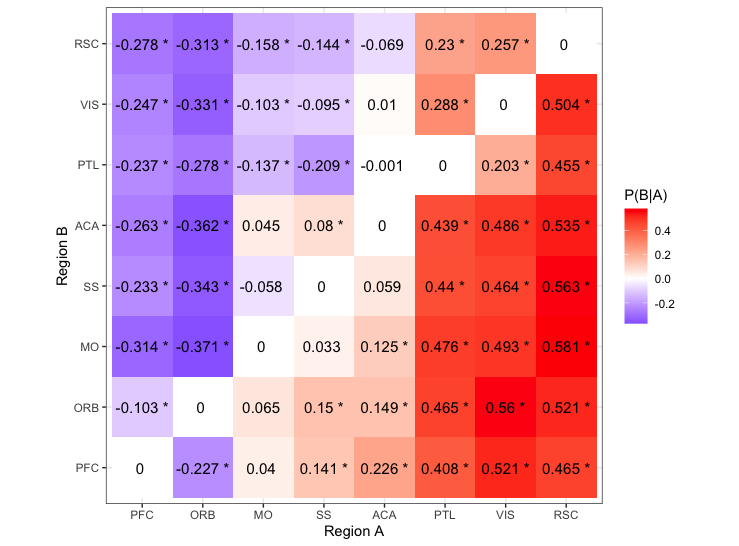 RSC -0.278 * -0.313 * -0.158 * -0.144 * -0.069 0.23 * 0.257 * 0
VIS -0.247 * -0.331 * -0.103 * -0.095 * 0.01 0.288 * 0 0.504 *
PTL -0.237 * -0.278 * -0.137 * -0.209 * -0.001 0 0.203 * 0.455 *
ACA -0.263 * -0.362 * 0.045 0.08 * 0 0.439 * 0.486 * 0.535 *
SS -0.233 * -0.343 * -0.058 0 0.059 0.44 * 0.464 * 0.563 *
MO -0.314 * -0.371 * 0 0.033 0.125 * 0.476 * 0.493 * 0.581 *
ORB -0.103 * 0 0.065 0.15 * 0.149 * 0.465 * 0.56 * 0.521 *
PFC 0 -0.227 * 0.04 0.141 * 0.226 * 0.408 * 0.521 * 0.465 *
PFC ORB MO SS ACA PTL VIS RSC
Region A
Region B
P(B|A)
0.4
0.2
0.0
-0.2